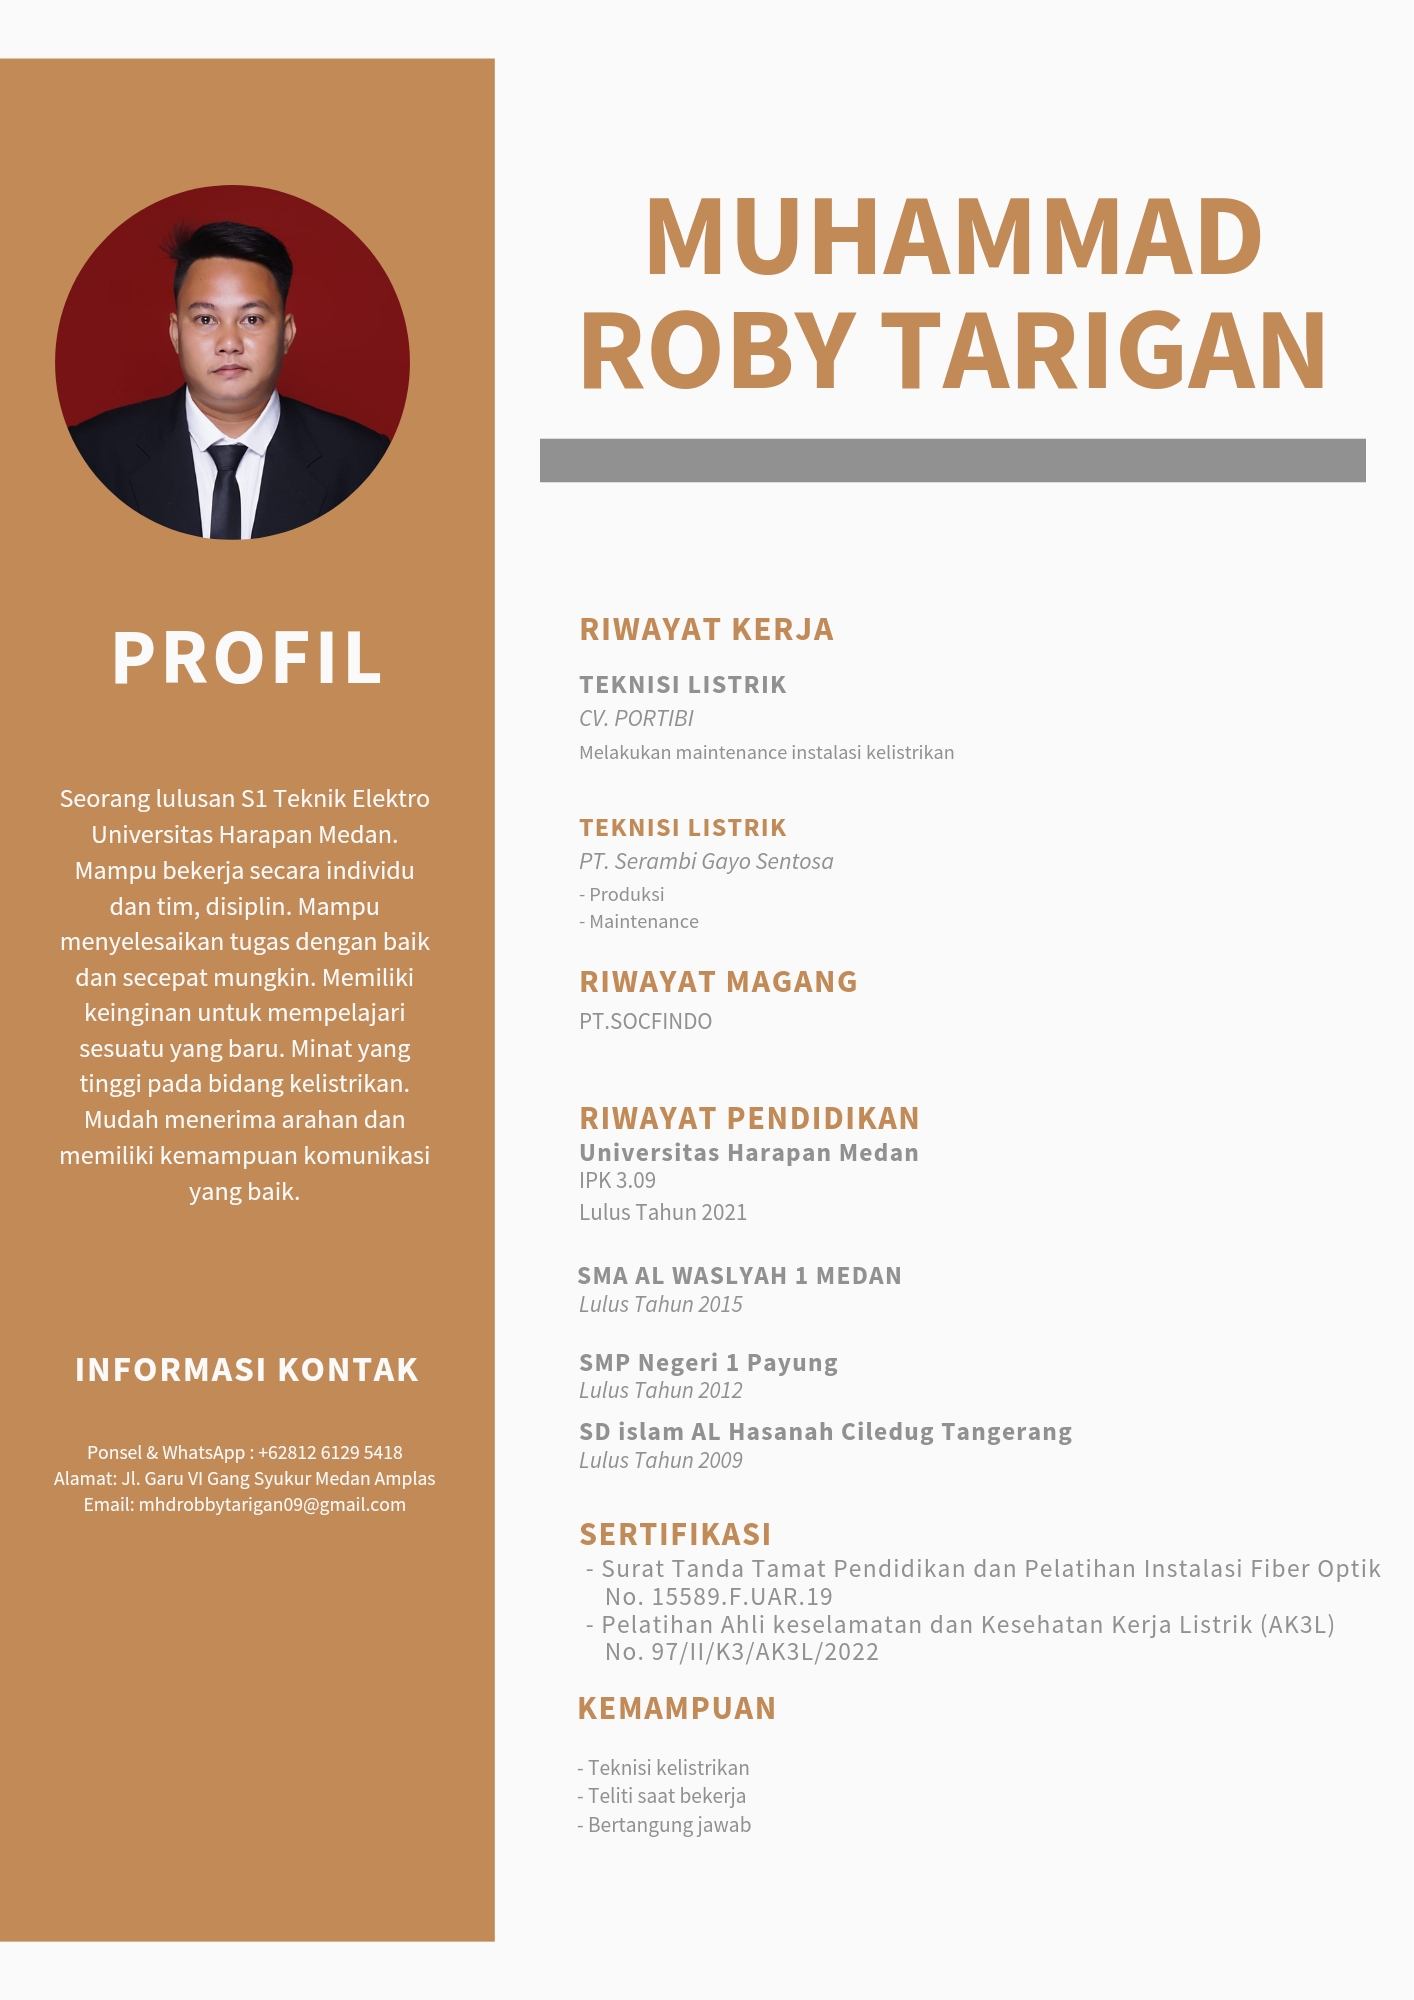 MUHAMMAD
ROBY TARIGAN
PROFIL
Seorang lulusan S1 Teknik Elektro
Universitas Harapan Medan.
Mampu bekerja secara individu
dan tim, disiplin. Mampu
menyelesaikan tugas dengan baik
dan secepat mungkin. Memiliki
keinginan untuk mempelajari
sesuatu yang baru. Minat yang
tinggi pada bidang kelistrikan.
Mudah menerima arahan dan
memiliki kemampuan komunikasi
yang baik.
INFORMASI KONTAK
Ponsel & WhatsApp : +62812 6129 5418
Alamat: Jl. Garu VI Gang Syukur Medan Amplas
Email: mhdrobbytarigan09@gmail.com
RIWAYAT KERJA
TEKNISI LISTRIK
CV. PORTIBI
Melakukan maintenance instalasi kelistrikan
TEKNISI LISTRIK
PT. Serambi Gayo Sentosa
- Produksi
- Maintenance
RIWAYAT MAGANG
PT.SOCFINDO
RIWAYAT PENDIDIKAN
Universitas Harapan Medan
IPK 3.09
Lulus Tahun 2021
SMA AL WASLYAH 1 MEDAN
Lulus Tahun 2015
SMP Negeri 1 Payung
Lulus Tahun 2012
SD islam AL Hasanah Ciledug Tangerang
Lulus Tahun 2009
SERTIFIKASI
- Surat Tanda Tamat Pendidikan dan Pelatihan Instalasi Fiber Optik
No. 15589.F.UAR.19
- Pelatihan Ahli keselamatan dan Kesehatan Kerja Listrik (AK3L)
No. 97/II/K3/AK3L/2022
KEMAMPUAN
- Teknisi kelistrikan
- Teliti saat bekerja
- Bertangung jawab